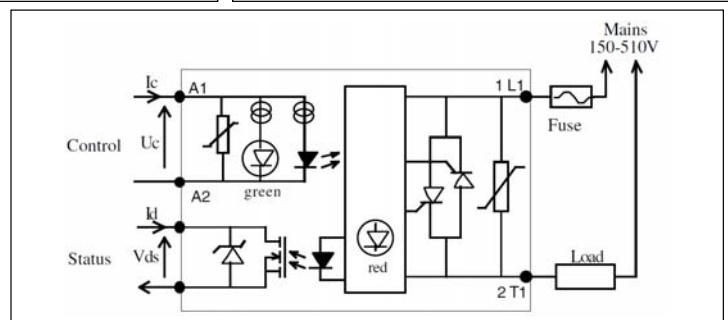 Mains
150-510V
Ic
A1
1 L1
Fuse
Control
Uc
A2
green
Id
Status
Vds
red
Load
2 T1